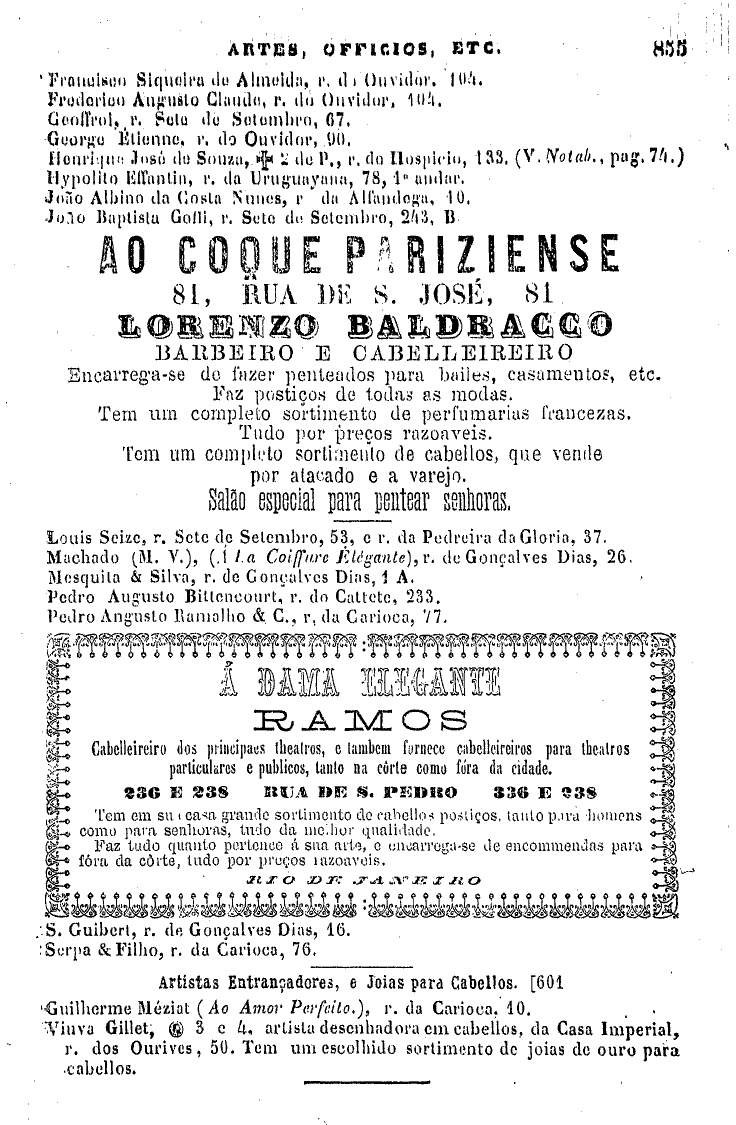 ARTES, OFFICIOS, ETC. 855
Francisco Siqueira de Almeida, r. do Ouvidor, 104.
Frederico Augusto Claude, r. do Ouvidor, 104.
Geoffroi, r. Sete de Setembro, 67.
George Etienne, r. do Ouvidor, 90.
Henrique José de Souza, ✠ 2 de P., r. do Hospicio, 133. (V. Notab., pag. 74.)
Hypolito Effantin, r. da Uruguayana, 78, 1º andar.
João Albino da Costa Nunes, r da Alfandega, 10.
João Baptista Golfi, r. Sete de Setembro, 243, B
AO COQUE PARIZIENSE
81, RUA DE S. JOSÉ, 81
LORENZO BALDRACCO
BARBEIRO E CABELLEIREIRO
Encarrega-se de fazer penteados para bailes, casamentos, etc.
Faz postiços de todas as modas.
Tem um completo sortimento de perfumarias francezas.
Tudo por preços razoaveis.
Tem um completo sortimento de cabellos, que vende
por atacado e a varejo.
Salão especial para pentear senhoras.
Louis Seize, r. Sete de Setembro, 53, e r. da Pedreira da Gloria, 37.
Machado (M. V.), (Á La Coiffure Élégante), r. de Gonçalves Dias, 26.
Mesquita & Silva, r. de Gonçalves Dias, 1 A.
Pedro Augusto Bittencourt, r. do Cattete, 233.
Pedro Angusto Ramalho & C., r, da Carioca, 77.
Á DAMA ELEGANTE
RAMOS
Cabelleireiro dos principaes theatros, e tambem fornece cabelleireiros para theatros
particulares e publicos, tanto na côrte como fóra da cidade.
236 E 238 RUA DE S. PEDRO 336 E 238
Tem em sua casa grande sortimento de cabellos postiços, tanto para homens
como para senhoras, tudo da melhor qualidade.
Faz tudo quanto pertence á sua arte, e encarrega-se de encommendas para
fóra da côrte, tudo por preços razoaveis.
RIO DE JANEIRO
S. Guibert, r. de Gonçalves Dias, 16.
Serpa & Filho, r. da Carioca, 76.
Artistas Entrançadores, e Joias para Cabellos. [601
Guilherme Méziat (Ao Amor Perfeito.), r. da Carioca. 10.
Viuva Gillet, 3 e 4, artista desenhadora em cabellos, da Casa Imperial,
r. dos Ourives, 50. Tem um escolhido sortimento de joias de ouro para
cabellos.